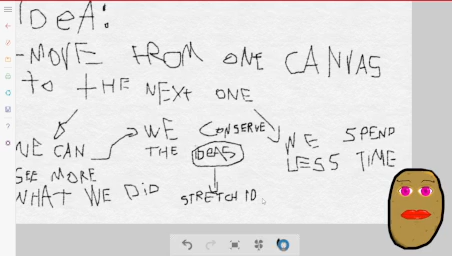 IDEA:
-MOVE FROM ONE CANVAS
TO THE NEXT ONE
WE CAN
SEE MORE
WHAT WE DID
WE CONSERVE
THE IDEAS
STRETCH ID
WE SPEND
LESS TIME